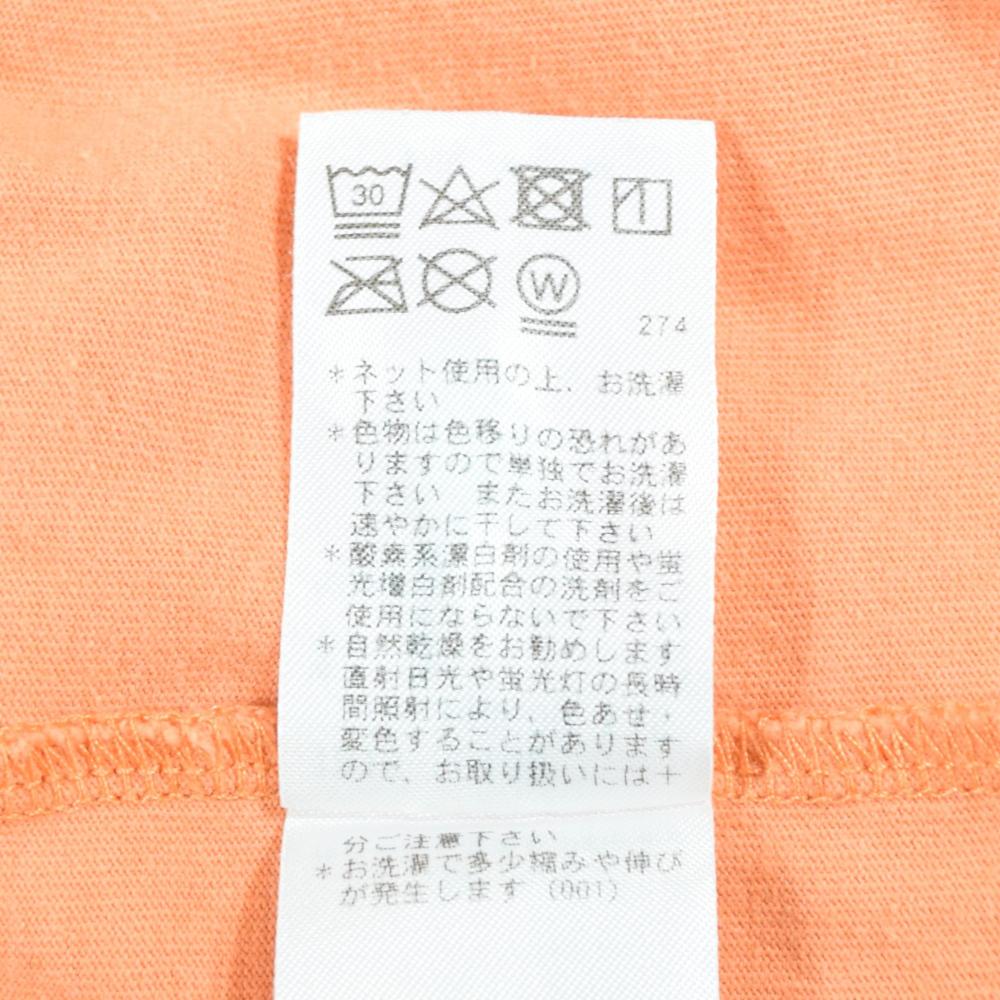 30
W
274
*ネット使用の上、お洗濯
下さい
*色物は色移りの恐れがあ
りますので単独でお洗濯
下さい またお洗濯後は
速やかに干して下さい
*酸素系漂白剤の使用や蛍
光増白剤配合の洗剤をご
使用にならないで下さい
*自然乾燥をお勧めします
直射日光や蛍光灯の長時
間照射により、色あせ・
変色することがあります
ので、お取り扱いには十
分ご注意下さい
*お洗濯で多少縮みや伸び
が発生します(001)